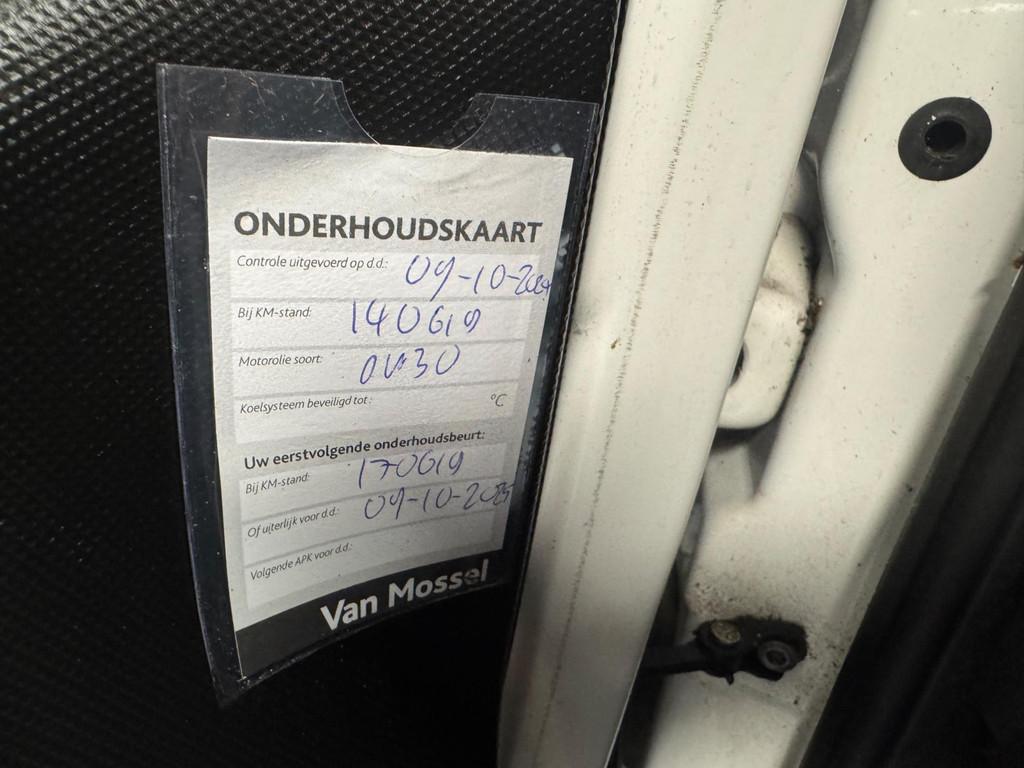 ONDERHOUDSKAART
Controle uitgevoerd op d.d.: 09-10-2024
Bij KM-stand: 140619
Motorolie soort: 0W30
Koelsysteem beveiligd tot: °C
Uw eerstvolgende onderhoudsbeurt:
Bij KM-stand: 170619
Of uiterlijk voor d.d.: 09-10-2025
Volgende APK voor d.d.:
Van Mossel